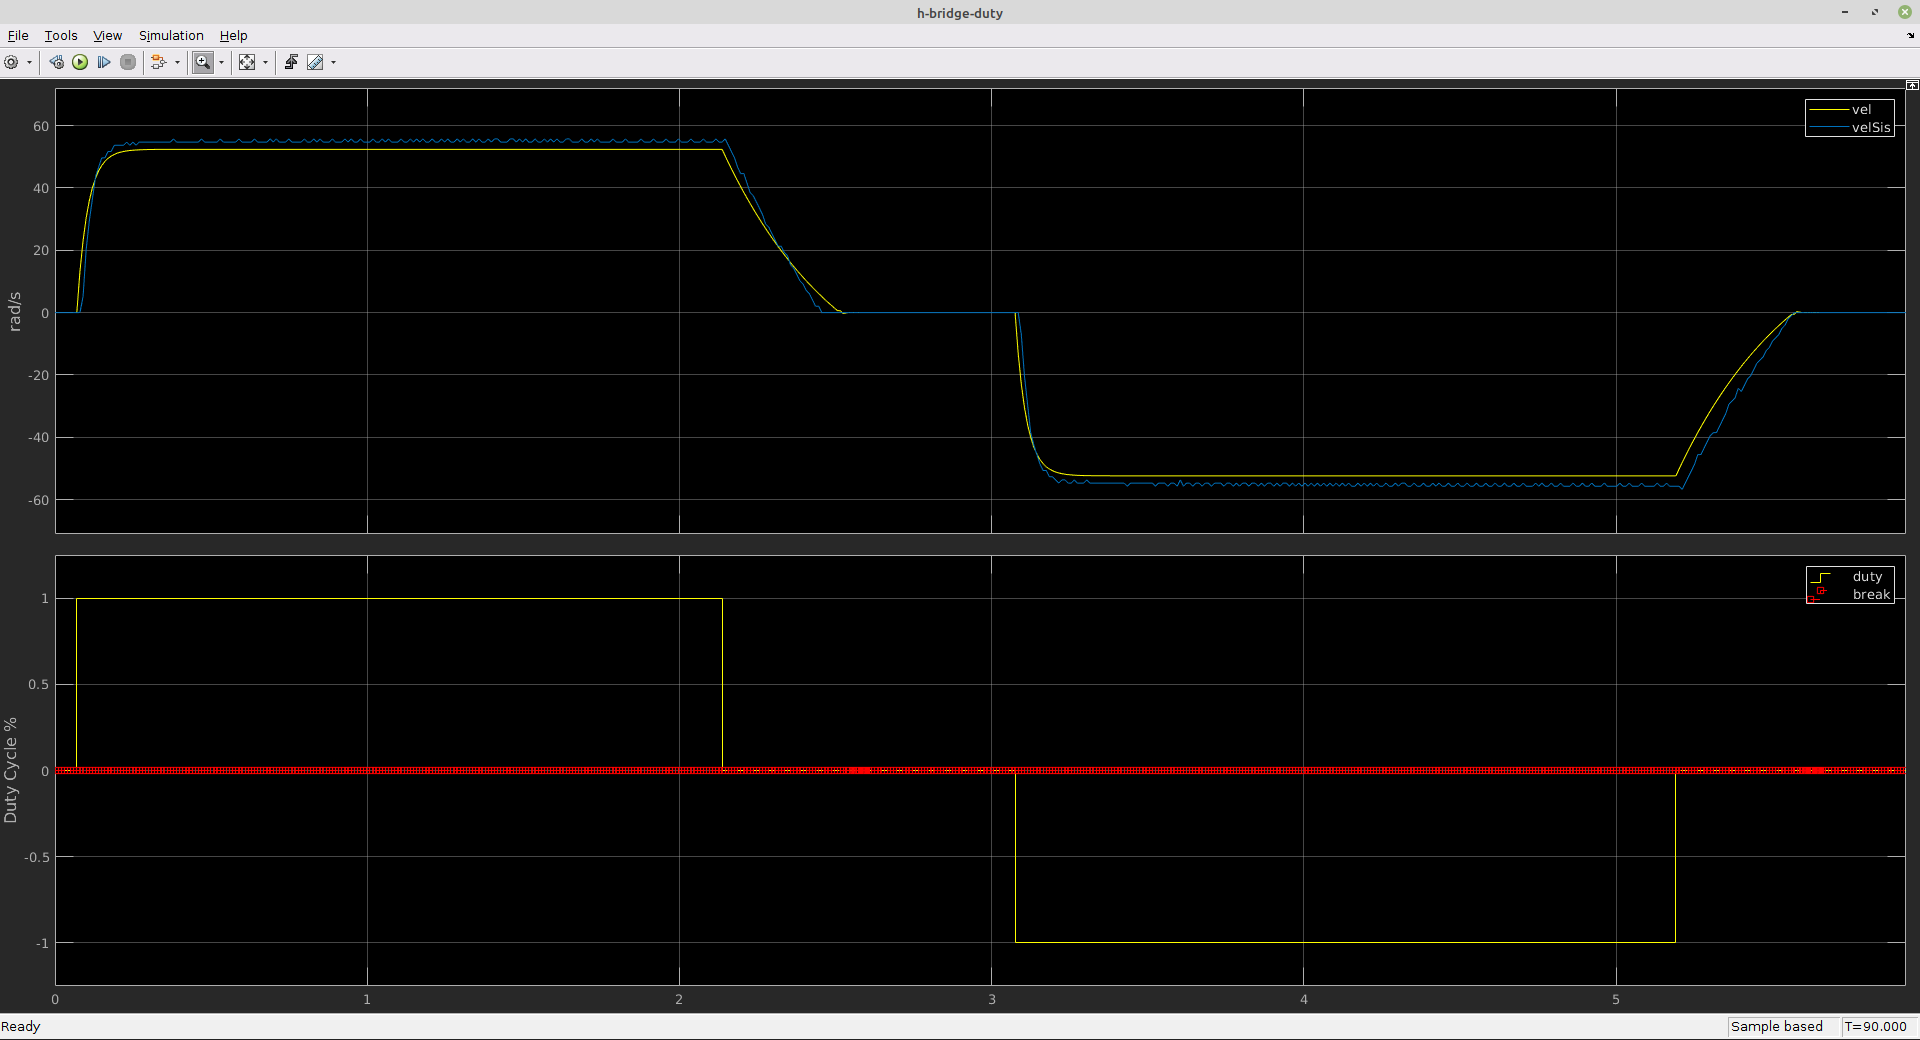 h-bridge-duty
File Tools View Simulation Help
vel
velSis
60
40
20
0
-20
-40
-60
rad/s
duty
break
1
0.5
0
-0.5
-1
Duty Cycle %
0 1 2 3 4 5
Ready
Sample based T=90.000